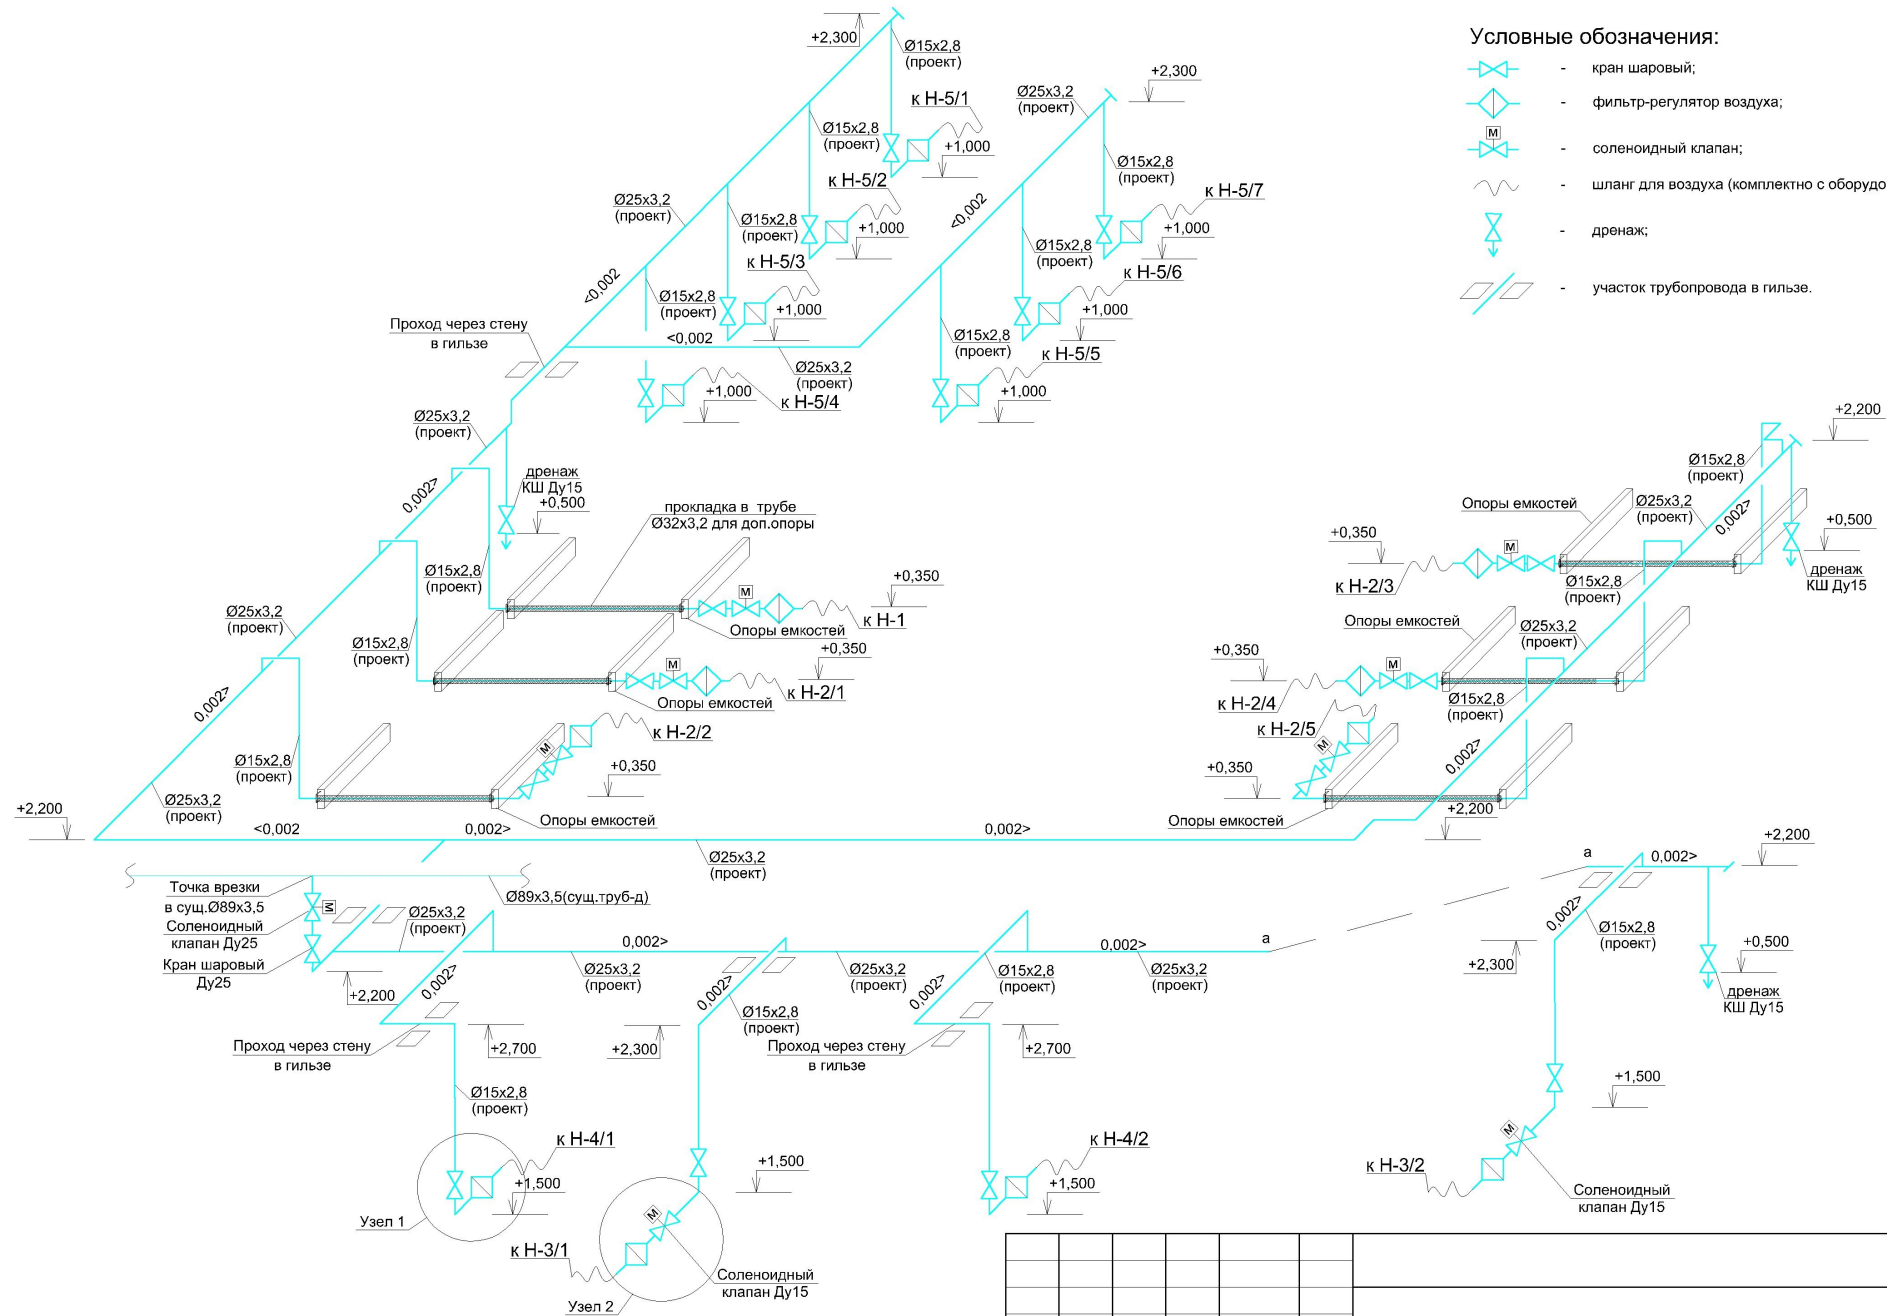 Условные обозначения:
- кран шаровый;
- фильтр-регулятор воздуха;
M
- соленоидный клапан;
- шланг для воздуха (комплектно с оборудо
- дренаж;
- участок трубопровода в гильзе.
+2,300
Ø15x2,8
(проект)
к Н-5/1
+1,000
Ø15x2,8
(проект)
к Н-5/2
+1,000
Ø25x3,2
(проект)
Ø15x2,8
(проект)
к Н-5/3
+1,000
<0,002
Ø15x2,8
(проект)
к Н-5/4
+1,000
Ø25x3,2
(проект)
+2,300
Ø15x2,8
(проект)
к Н-5/7
+1,000
<0,002
Ø15x2,8
(проект)
к Н-5/6
+1,000
Ø15x2,8
(проект)
к Н-5/5
+1,000
<0,002
Ø25x3,2
(проект)
Проход через стену
в гильзе
Ø25x3,2
(проект)
0,002>
дренаж
КШ Ду15
+0,500
прокладка в трубе
Ø32x3,2 для доп.опоры
Ø15x2,8
(проект)
M
+0,350
к Н-1
Опоры емкостей
Ø25x3,2
(проект)
Ø15x2,8
(проект)
M
+0,350
к Н-2/1
Опоры емкостей
0,002>
Ø15x2,8
(проект)
M
к Н-2/2
+0,350
Опоры емкостей
Ø25x3,2
(проект)
+2,200
<0,002
0,002>
0,002>
Ø25x3,2
(проект)
+2,200
Ø15x2,8
(проект)
Опоры емкостей
Ø25x3,2
(проект)
0,002>
+0,500
дренаж
КШ Ду15
+0,350
M
к Н-2/3
Ø15x2,8
(проект)
Опоры емкостей
Ø25x3,2
(проект)
+0,350
M
к Н-2/4
Ø15x2,8
(проект)
к Н-2/5
M
0,002>
+0,350
Опоры емкостей
+2,200
Точка врезки
в сущ.Ø89x3,5
Соленоидный
клапан Ду25
Кран шаровый
Ду25
M
Ø89x3,5(сущ.труб-д)
Ø25x3,2
(проект)
+2,200
0,002>
0,002>
Ø25x3,2
(проект)
Проход через стену
в гильзе
+2,700
Ø15x2,8
(проект)
к Н-4/1
+1,500
Узел 1
0,002>
Ø15x2,8
(проект)
+2,300
+1,500
M
к Н-3/1
Соленоидный
клапан Ду15
Узел 2
Ø25x3,2
(проект)
0,002>
Ø15x2,8
(проект)
0,002>
Ø25x3,2
(проект)
а
Проход через стену
в гильзе
+2,700
к Н-4/2
+1,500
а
0,002>
+2,200
0,002>
Ø15x2,8
(проект)
+2,300
+0,500
дренаж
КШ Ду15
+1,500
M
к Н-3/2
Соленоидный
клапан Ду15